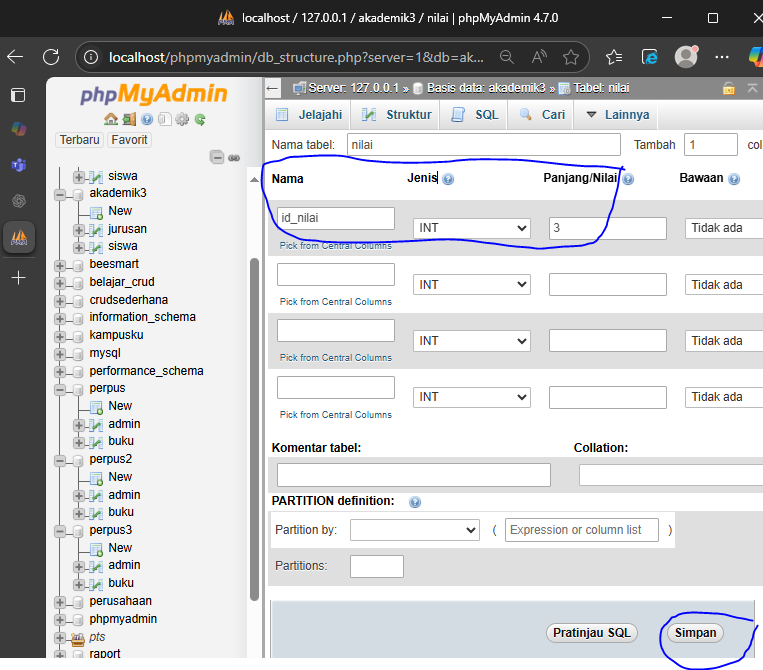 localhost / 127.0.0.1 / akademik3 / nilai | phpMyAdmin 4.7.0
localhost/phpmyadmin/db_structure.php?server=1&db=ak...
phpMyAdmin
Terbaru Favorit
siswa
akademik3
New
jurusan
siswa
beesmart
belajar_crud
crudsederhana
information_schema
kampusku
mysql
performance_schema
perpus
New
admin
buku
perpus2
New
admin
buku
perpus3
New
admin
buku
perusahaan
phpmyadmin
pts
raport
Server: 127.0.0.1 » Basis data: akademik3 » Tabel: nilai
Jelajahi Struktur SQL Cari Lainnya
Nama tabel: nilai Tambah 1 col
Nama Jenis Panjang/Nilai Bawaan
id_nilai INT 3 Tidak ada
Pick from Central Columns
INT Tidak ada
Pick from Central Columns
INT Tidak ada
Pick from Central Columns
INT Tidak ada
Pick from Central Columns
Komentar tabel: Collation:
PARTITION definition:
Partition by: ( Expression or column list )
Partitions:
Pratinjau SQL Simpan